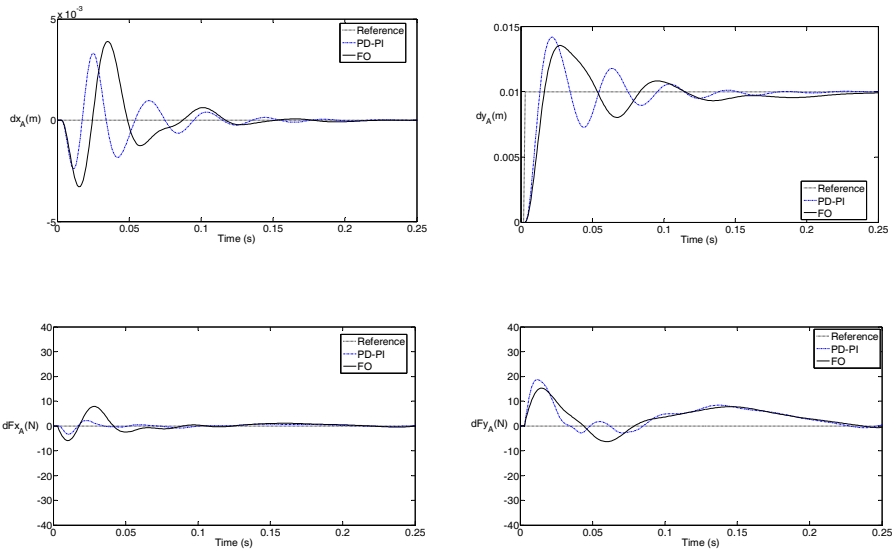 5 x 10⁻³
0
-5
dx_A(m)
0 0.05 0.1 0.15 0.2 0.25
Time (s)
Reference
PD-PI
FO
0.015
0.01
0.005
0
dy_A(m)
0 0.05 0.1 0.15 0.2 0.25
Time (s)
Reference
PD-PI
FO
40
30
20
10
0
-10
-20
-30
-40
dFx_A(N)
0 0.05 0.1 0.15 0.2 0.25
Time (s)
Reference
PD-PI
FO
40
30
20
10
0
-10
-20
-30
-40
dFy_A(N)
0 0.05 0.1 0.15 0.2 0.25
Time (s)
Reference
PD-PI
FO